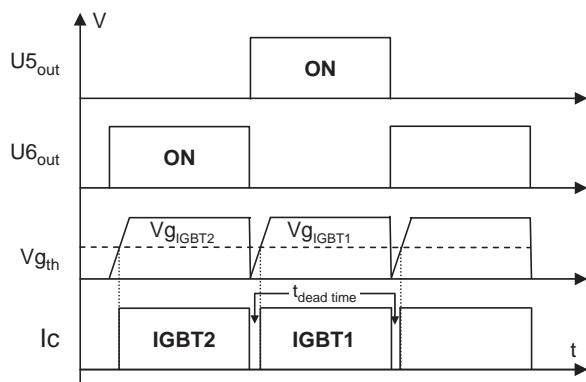 V
U5out
ON
U6out
ON
VgIGBT2
VgIGBT1
Vgth
tdead time
Ic
IGBT2
IGBT1
t